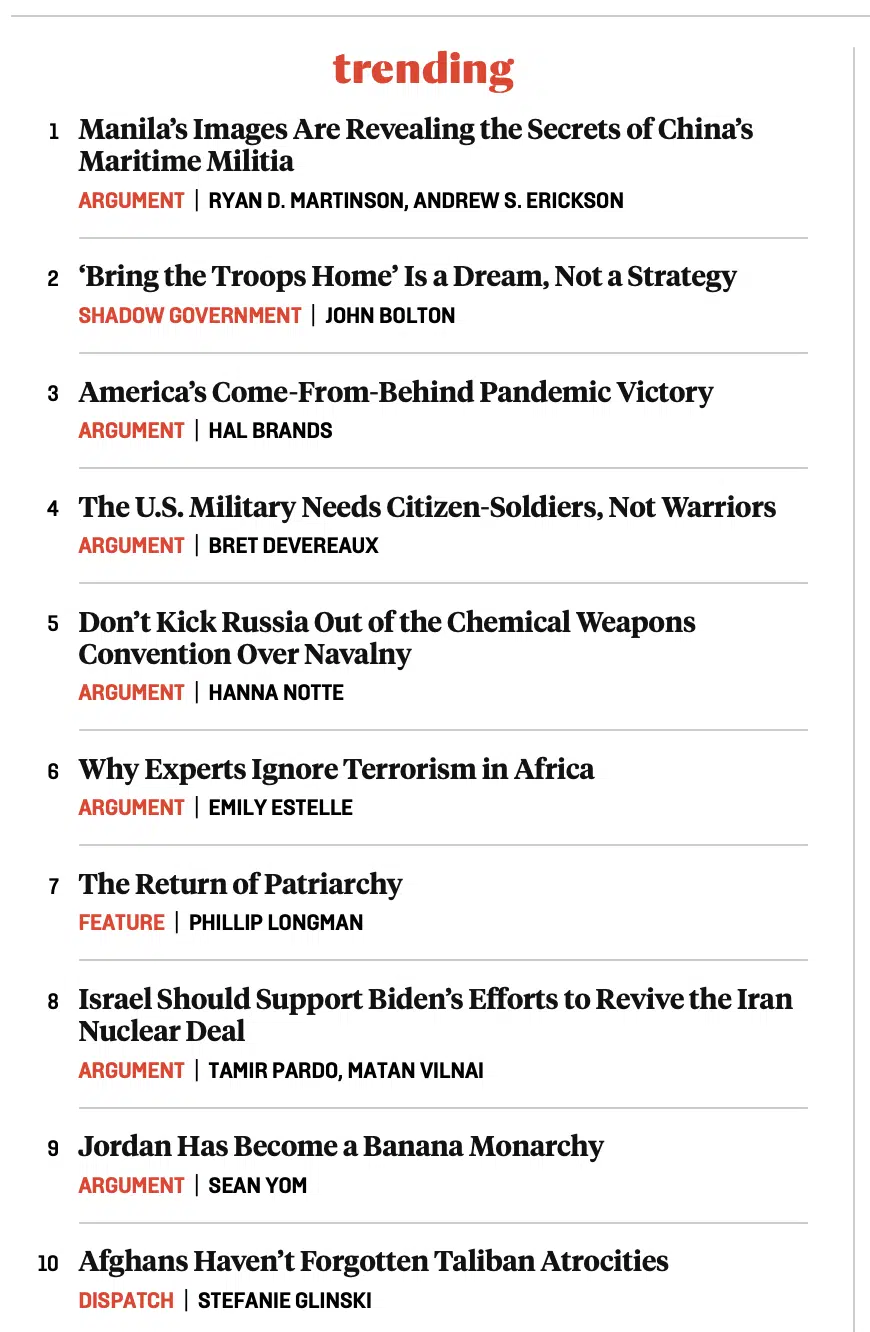 trending
1 Manila’s Images Are Revealing the Secrets of China’s
Maritime Militia
ARGUMENT | RYAN D. MARTINSON, ANDREW S. ERICKSON
2 ‘Bring the Troops Home’ Is a Dream, Not a Strategy
SHADOW GOVERNMENT | JOHN BOLTON
3 America’s Come-From-Behind Pandemic Victory
ARGUMENT | HAL BRANDS
4 The U.S. Military Needs Citizen-Soldiers, Not Warriors
ARGUMENT | BRET DEVEREAUX
5 Don’t Kick Russia Out of the Chemical Weapons
Convention Over Navalny
ARGUMENT | HANNA NOTTE
6 Why Experts Ignore Terrorism in Africa
ARGUMENT | EMILY ESTELLE
7 The Return of Patriarchy
FEATURE | PHILLIP LONGMAN
8 Israel Should Support Biden’s Efforts to Revive the Iran
Nuclear Deal
ARGUMENT | TAMIR PARDO, MATAN VILNAI
9 Jordan Has Become a Banana Monarchy
ARGUMENT | SEAN YOM
10 Afghans Haven’t Forgotten Taliban Atrocities
DISPATCH | STEFANIE GLINSKI